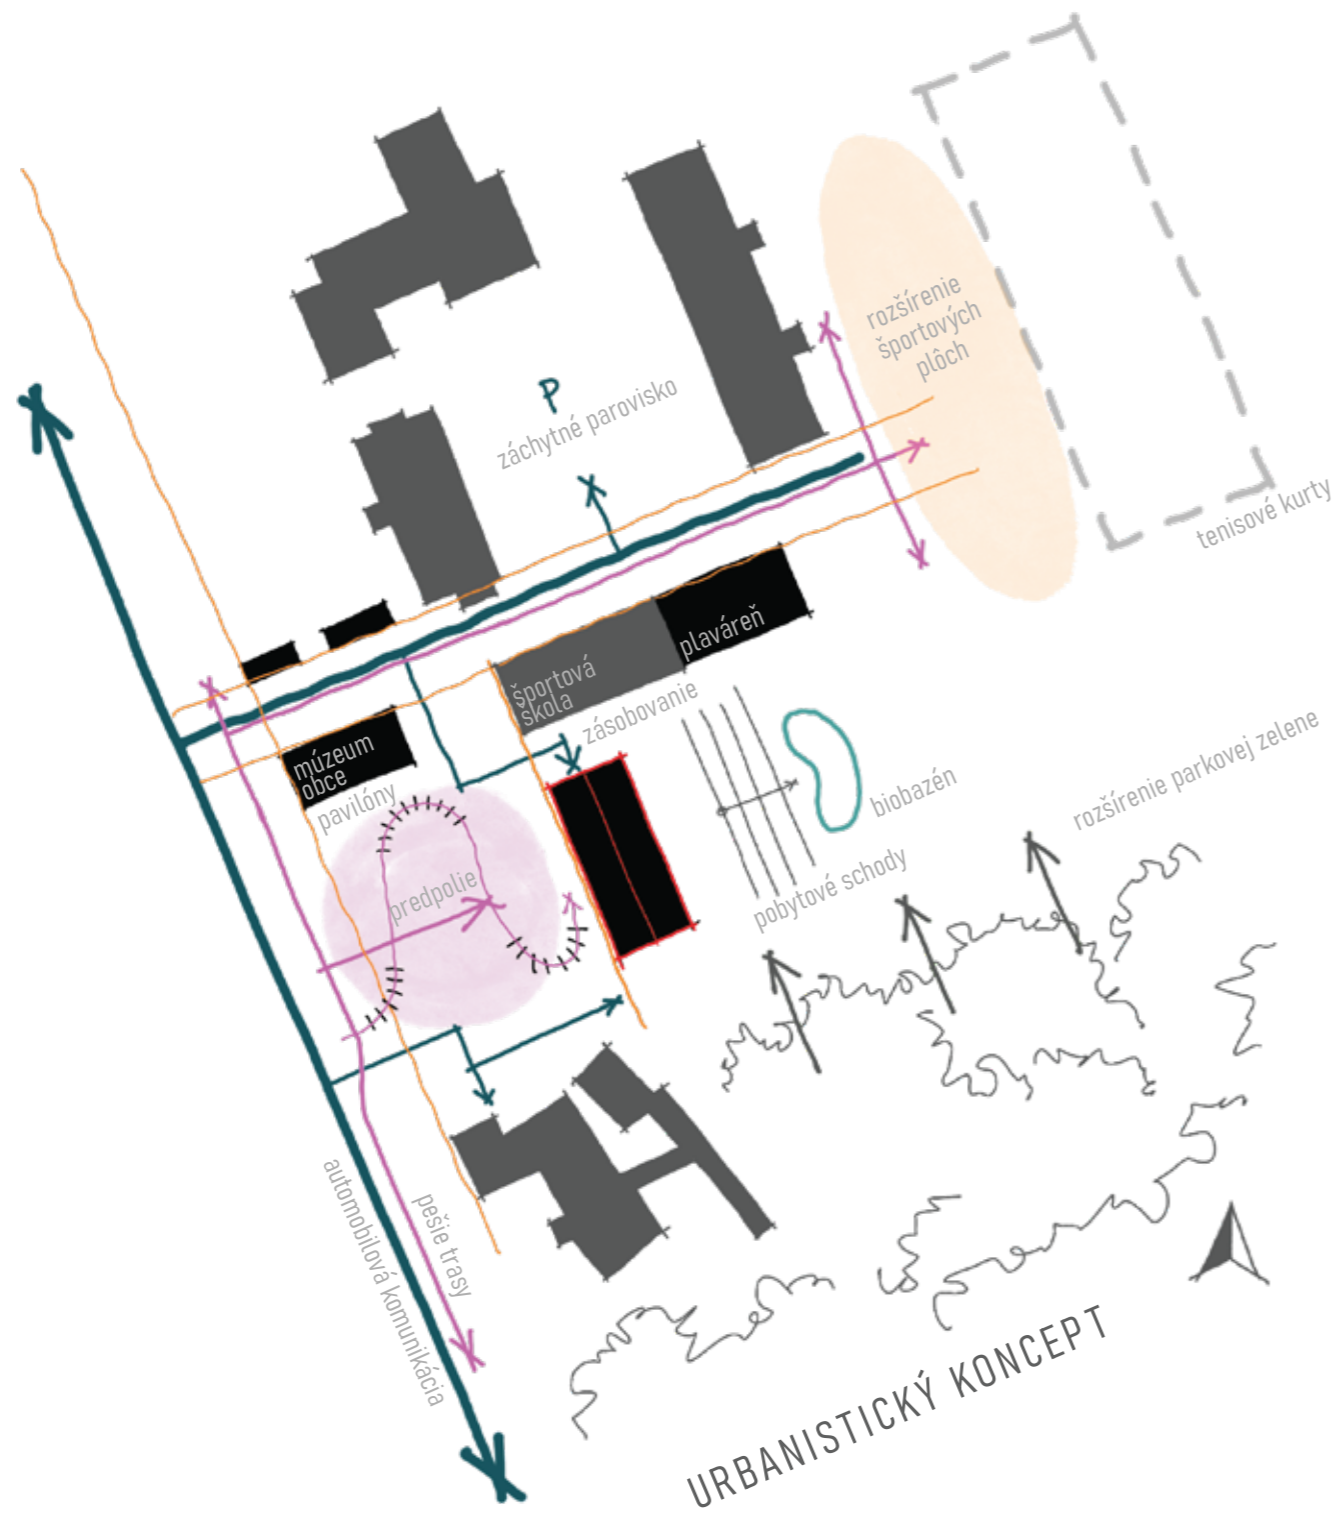 rozšírenie
športových
plôch
P
záchytné parovisko
tenisové kurty
plaváreň
športová
škola
zásobovanie
múzeum
obce
pavilóny
predpolie
biobazén
pobytové schody
rozšírenie parkovej zelene
automobilová komunikácia
pešie trasy
URBANISTICKÝ KONCEPT